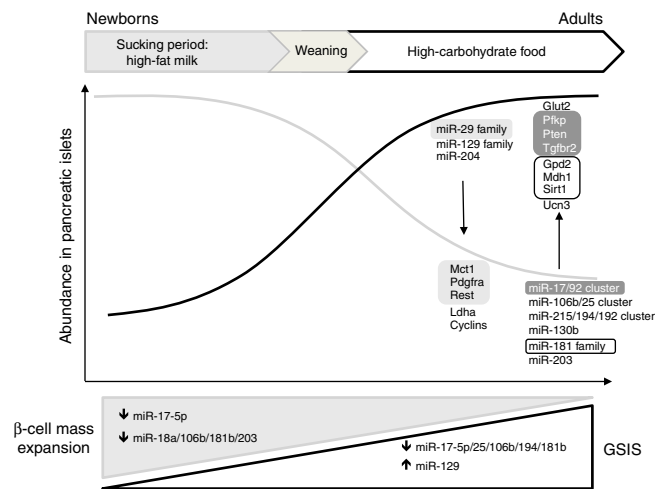 Newborns
Adults
Sucking period:
high-fat milk
Weaning
High-carbohydrate food
Abundance in pancreatic islets
miR-29 family
miR-129 family
miR-204
Mct1
Pdgfra
Rest
Ldha
Cyclins
Glut2
Pfkp
Pten
Tgfbr2
Gpd2
Mdh1
Sirt1
Ucn3
miR-17/92 cluster
miR-106b/25 cluster
miR-215/194/192 cluster
miR-130b
miR-181 family
miR-203
β-cell mass
expansion
↓ miR-17-5p
↓ miR-18a/106b/181b/203
↓ miR-17-5p/25/106b/194/181b
↑ miR-129
GSIS